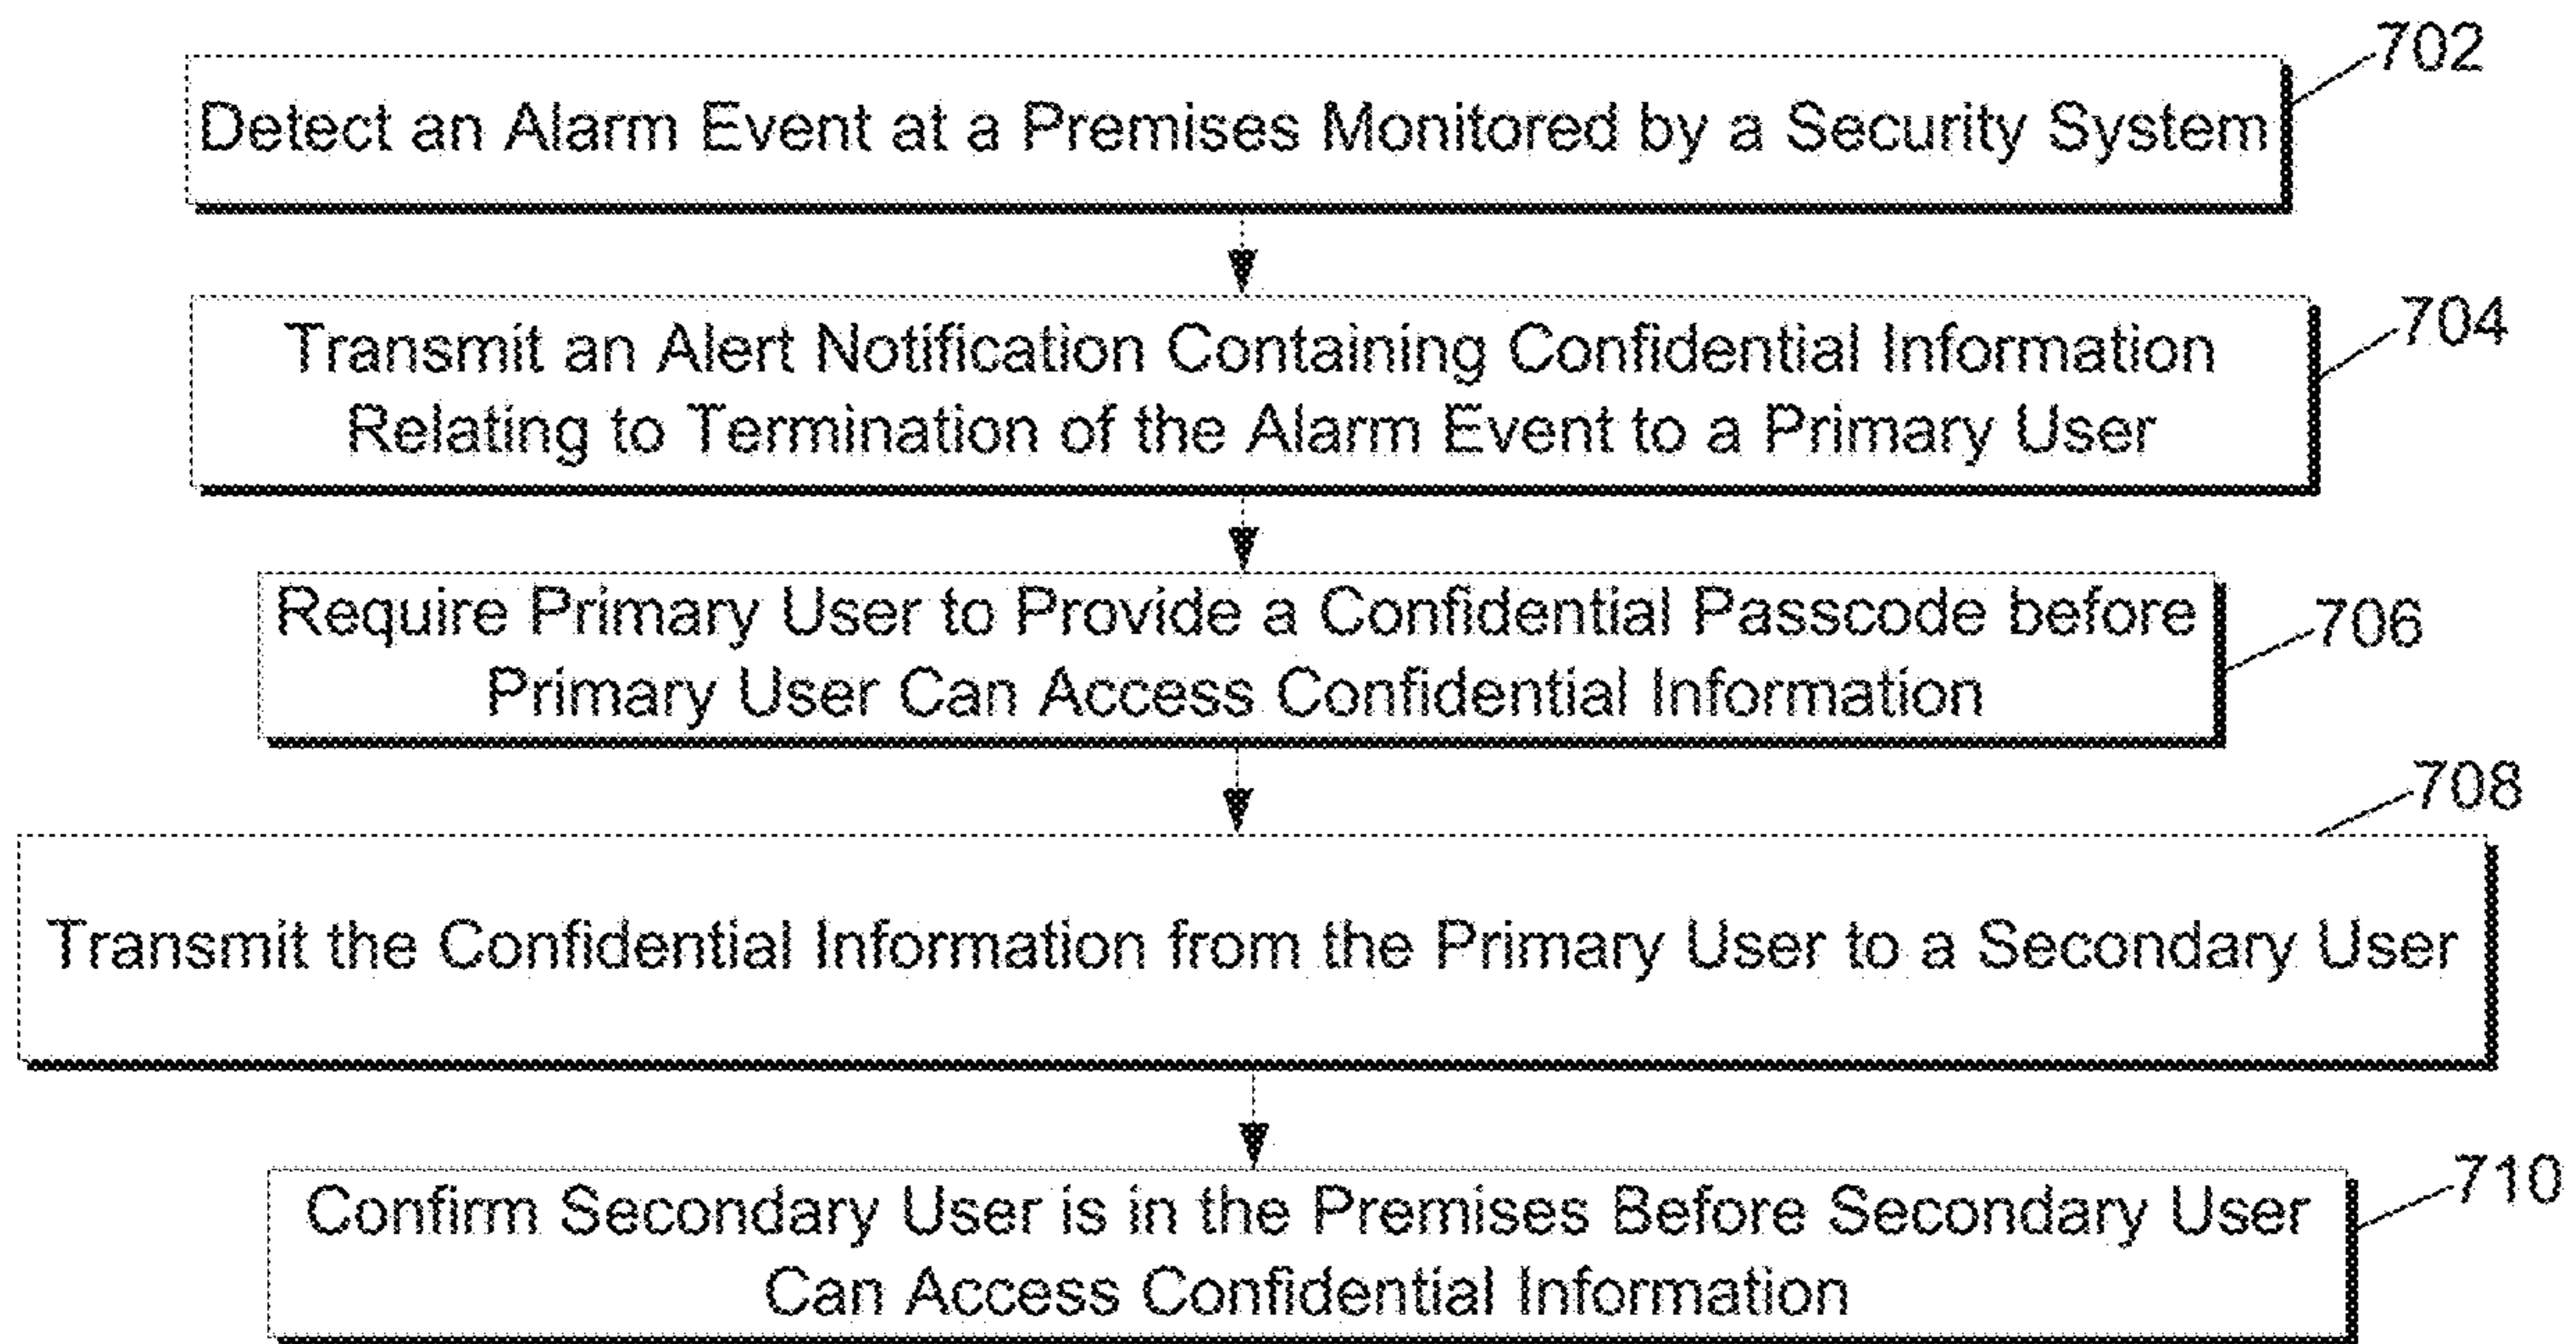 702
Detect an Alarm Event at a Premises Monitored by a Security System
704
Transmit an Alert Notification Containing Confidential Information
Relating to Termination of the Alarm Event to a Primary User
706
Require Primary User to Provide a Confidential Passcode before
Primary User Can Access Confidential Information
708
Transmit the Confidential Information from the Primary User to a Secondary User
710
Confirm Secondary User is in the Premises Before Secondary User
Can Access Confidential Information